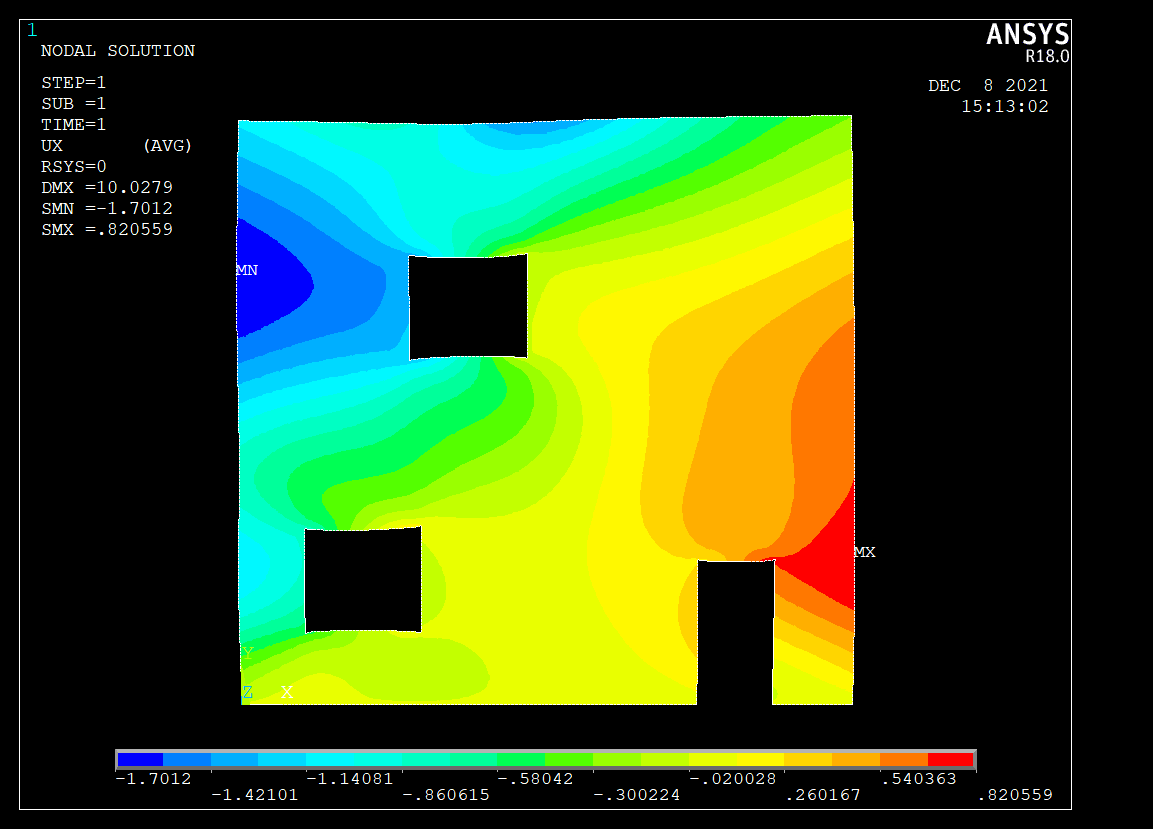 1
ANSYS
R18.0
NODAL SOLUTION
STEP=1
SUB =1
TIME=1
UX (AVG)
RSYS=0
DMX =10.0279
SMN =-1.7012
SMX =.820559
DEC 8 2021
15:13:02
MN
MX
Y
Z X
-1.7012 -1.14081 -.58042 -.020028 .540363
-1.42101 -.860615 -.300224 .260167 .820559